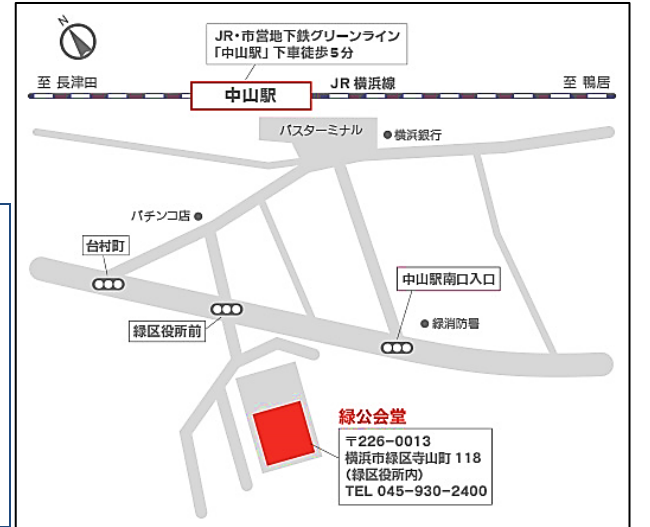 N
JR・市営地下鉄グリーンライン
「中山駅」下車徒歩5分
至 長津田
中山駅
JR 横浜線
至 鴨居
バスターミナル
横浜銀行
パチンコ店
台村町
中山駅南口入口
緑区役所前
緑消防署
緑公会堂
〒226-0013
横浜市緑区寺山町 118
(緑区役所内)
TEL 045-930-2400